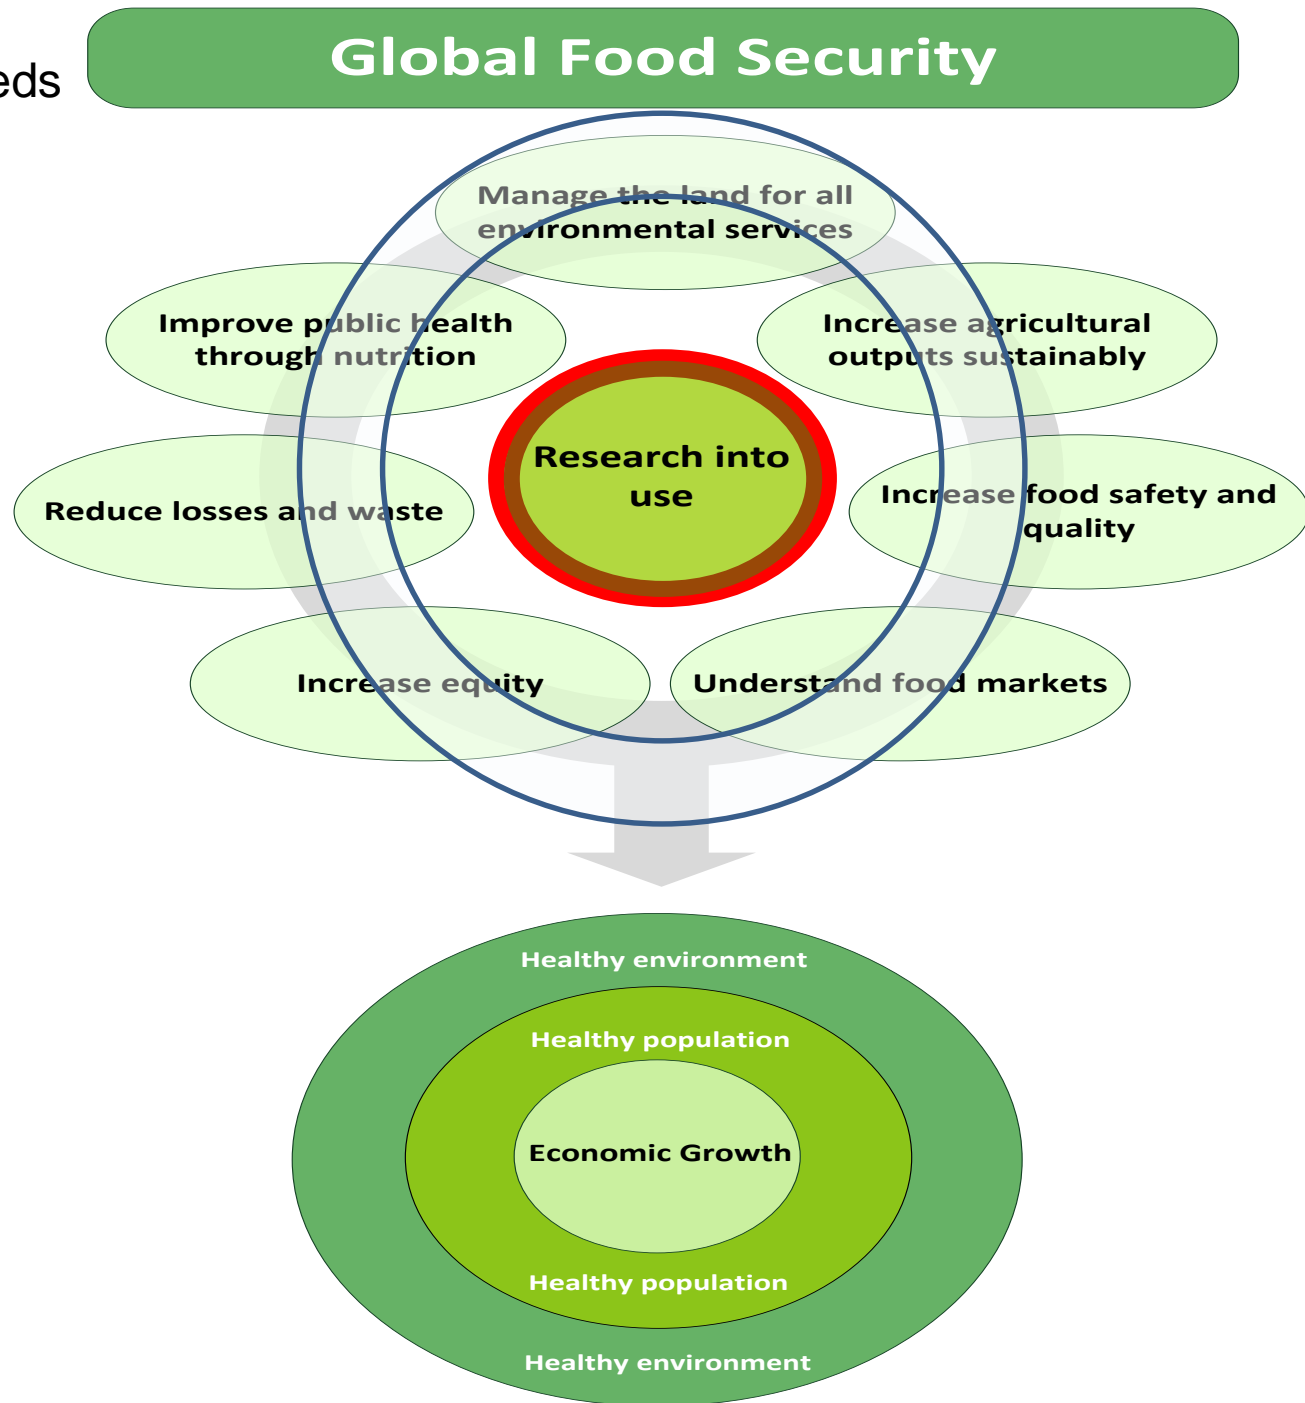 Global Food Security
eds
Manage the land for all
environmental services
Improve public health
through nutrition
Increase agricultural
outputs sustainably
Research into
use
Reduce losses and waste
Increase food safety and
quality
Increase equity
Understand food markets
Healthy environment
Healthy population
Economic Growth
Healthy population
Healthy environment